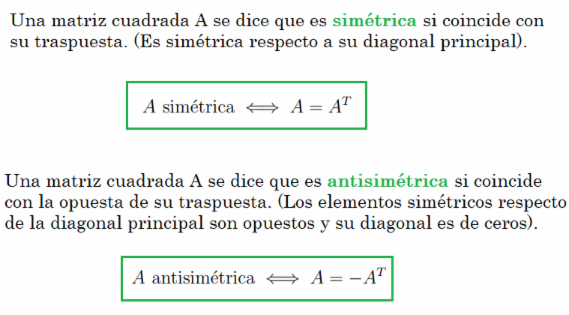 Una matriz cuadrada A se dice que es simétrica si coincide con
su traspuesta. (Es simétrica respecto a su diagonal principal).
A simétrica ⟺ A = A^T
Una matriz cuadrada A se dice que es antisimétrica si coincide
con la opuesta de su traspuesta. (Los elementos simétricos respecto
de la diagonal principal son opuestos y su diagonal es de ceros).
A antisimétrica ⟺ A = −A^T